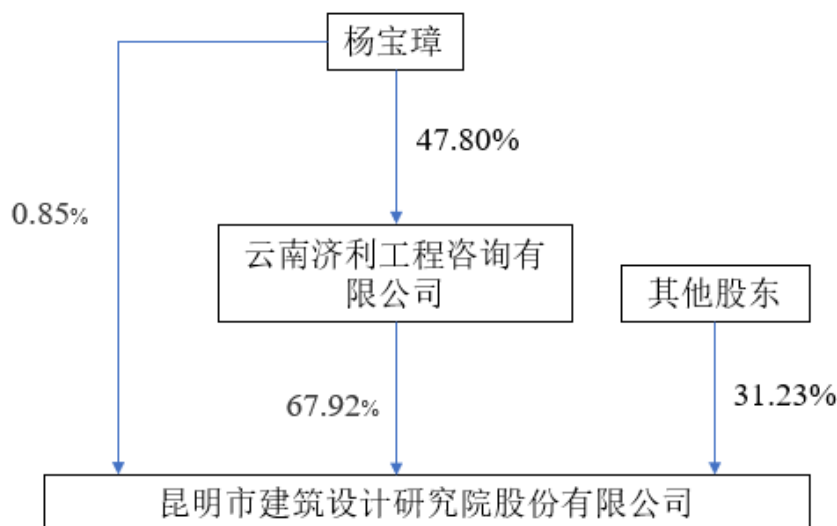 杨宝璋
47.80%
0.85%
云南济利工程咨询有
限公司
其他股东
67.92%
31.23%
昆明市建筑设计研究院股份有限公司